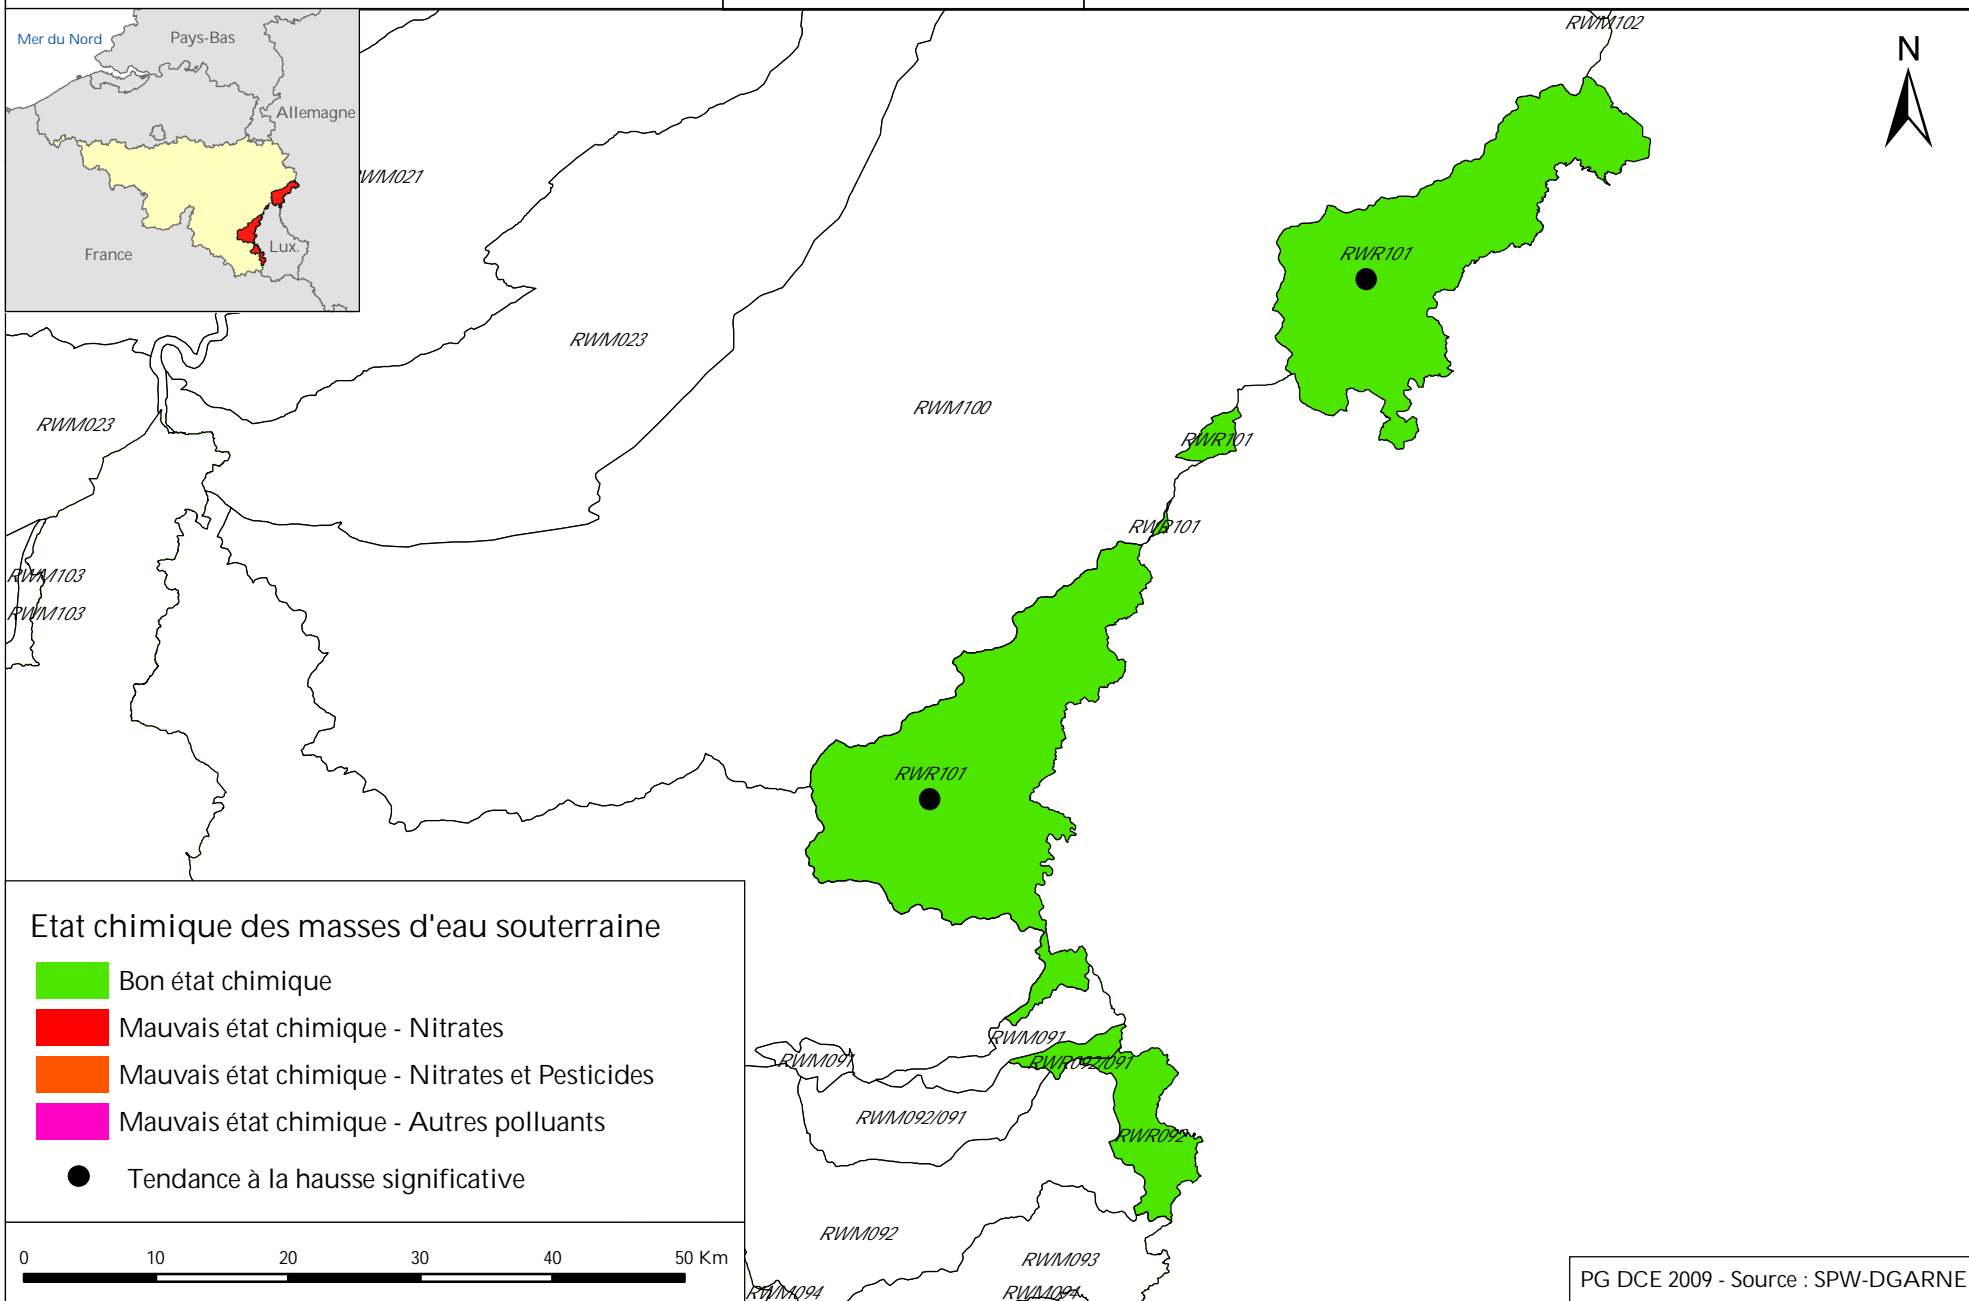 Mer du Nord
Pays-Bas
Allemagne
France
Lux.
RWM102
N
RWM021
RWR101
RWM023
RWM100
RWM023
RWR101
RWR101
RWM103
RWM103
RWR101
RWM091
RWM091
RWR092/091
RWM092/091
RWR092
RWM092
RWM093
RWM094
RWM094
Etat chimique des masses d'eau souterraine
Bon état chimique
Mauvais état chimique - Nitrates
Mauvais état chimique - Nitrates et Pesticides
Mauvais état chimique - Autres polluants
Tendance à la hausse significative
0 10 20 30 40 50 Km
PG DCE 2009 - Source : SPW-DGARNE